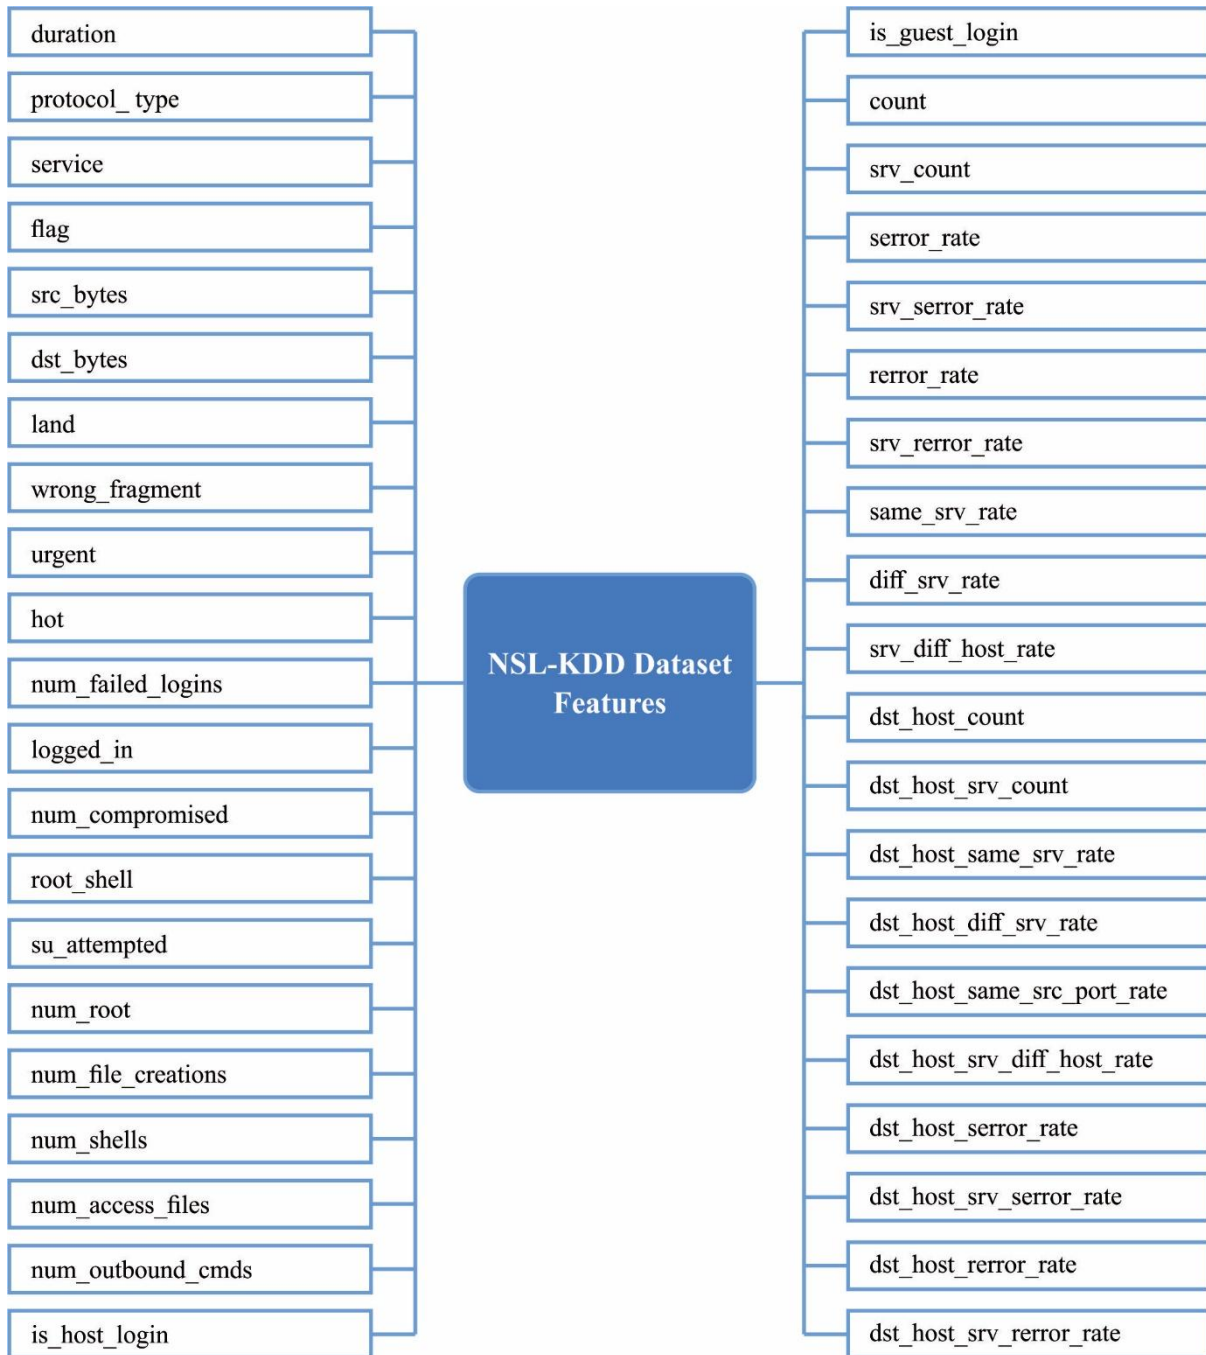 duration
protocol_ type
service
flag
src_bytes
dst_bytes
land
wrong_fragment
urgent
hot
num_failed_logins
logged_in
num_compromised
root_shell
su_attempted
num_root
num_file_creations
num_shells
num_access_files
num_outbound_cmds
is_host_login
NSL-KDD Dataset
Features
is_guest_login
count
srv_count
serror_rate
srv_serror_rate
rerror_rate
srv_rerror_rate
same_srv_rate
diff_srv_rate
srv_diff_host_rate
dst_host_count
dst_host_srv_count
dst_host_same_srv_rate
dst_host_diff_srv_rate
dst_host_same_src_port_rate
dst_host_srv_diff_host_rate
dst_host_serror_rate
dst_host_srv_serror_rate
dst_host_rerror_rate
dst_host_srv_rerror_rate